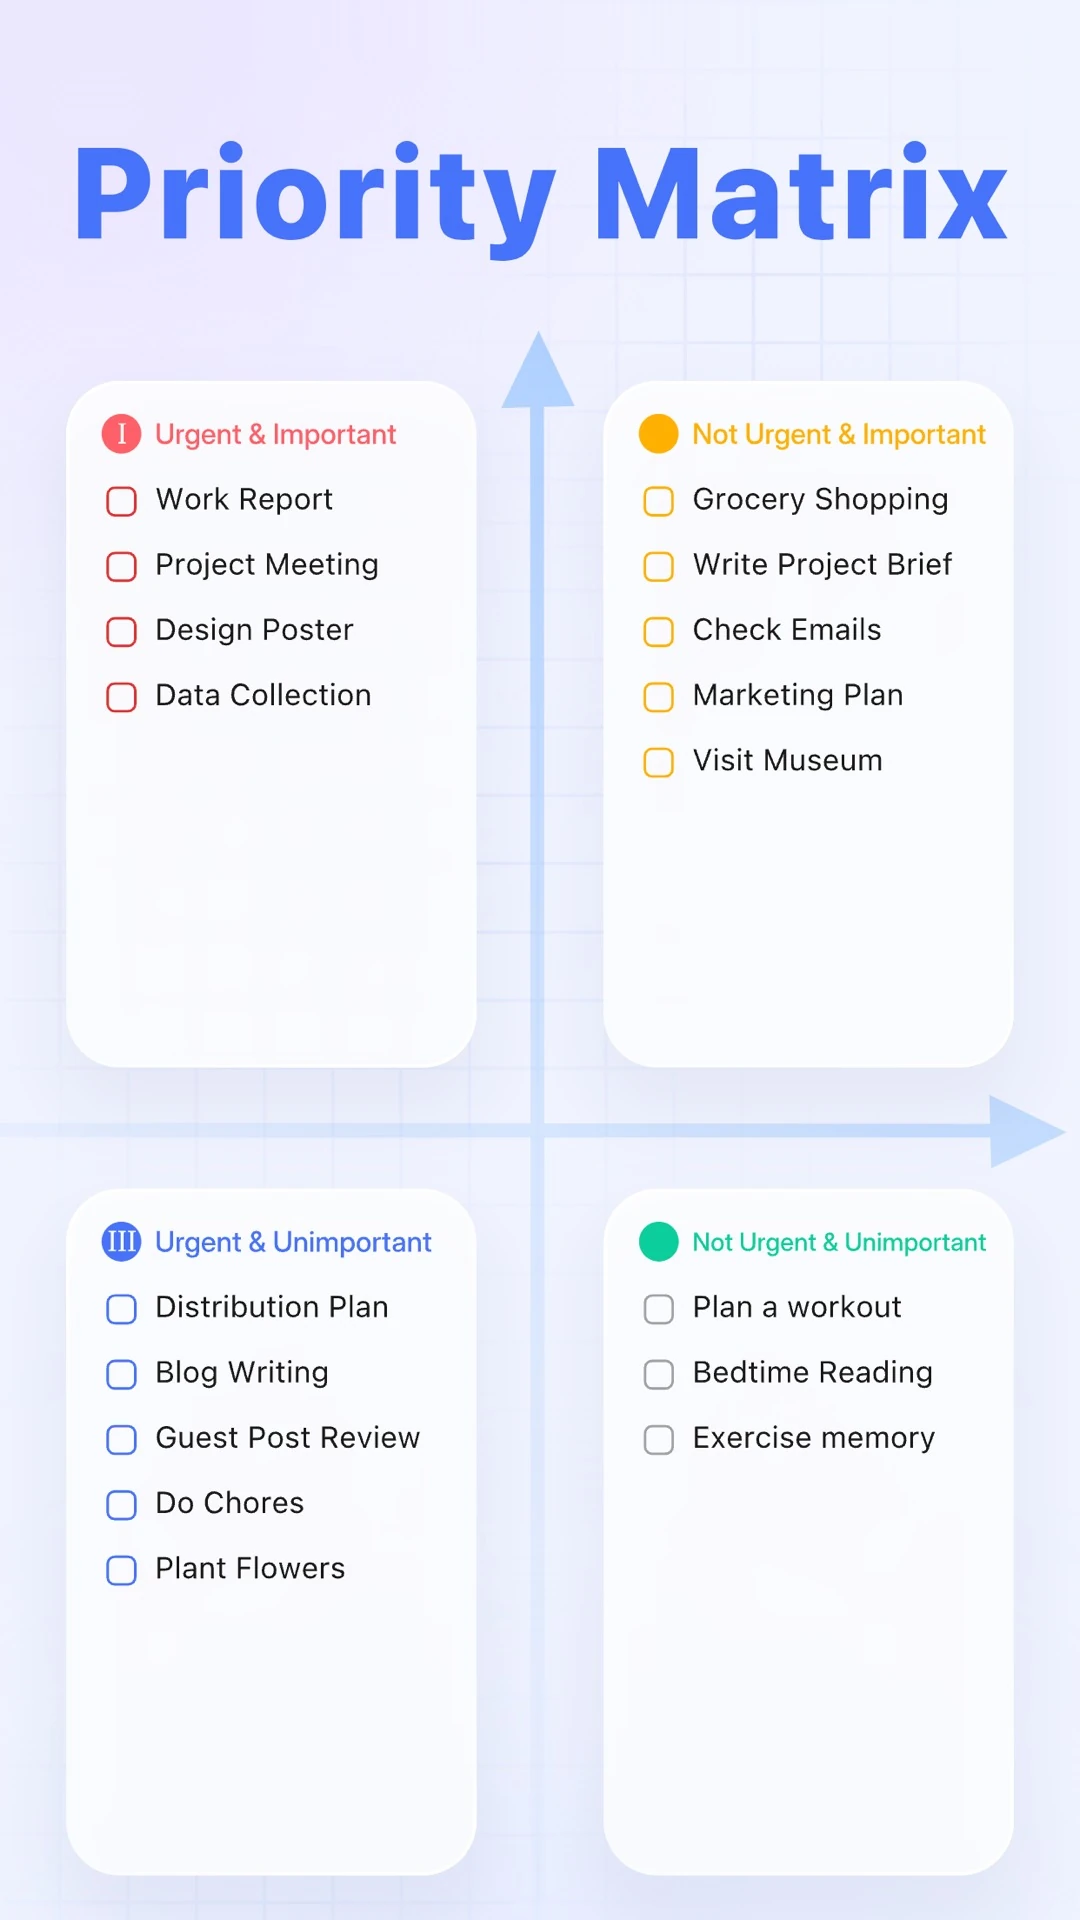 Priority Matrix
I Urgent & Important
Work Report
Project Meeting
Design Poster
Data Collection
Not Urgent & Important
Grocery Shopping
Write Project Brief
Check Emails
Marketing Plan
Visit Museum
III Urgent & Unimportant
Distribution Plan
Blog Writing
Guest Post Review
Do Chores
Plant Flowers
Not Urgent & Unimportant
Plan a workout
Bedtime Reading
Exercise memory